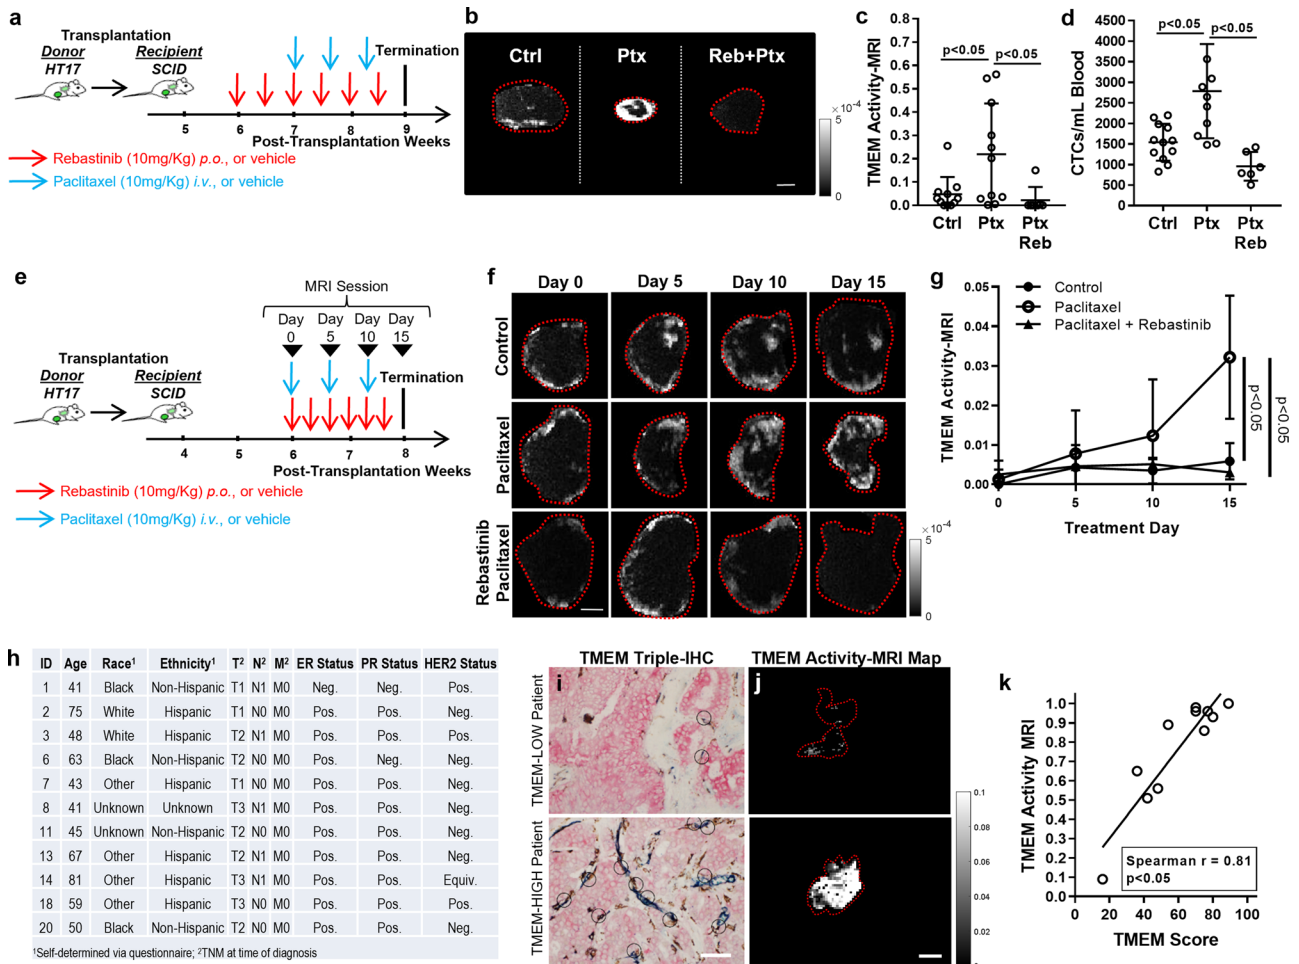 a
Transplantation
Donor
HT17
Recipient
SCID
Termination
5 6 7 8 9
Post-Transplantation Weeks
Rebastinib (10mg/Kg) p.o., or vehicle
Paclitaxel (10mg/Kg) i.v., or vehicle
b
Ctrl Ptx Reb+Ptx
5 ×10⁻⁴
0
c
TMEM Activity-MRI
0.8
0.7
0.6
0.5
0.4
0.3
0.2
0.1
0.0
p<0.05 p<0.05
Ctrl Ptx Ptx
Reb
d
CTCs/mL Blood
4500
4000
3500
3000
2500
2000
1500
1000
500
0
p<0.05 p<0.05
Ctrl Ptx Ptx
Reb
e
MRI Session
Day Day Day Day
0 5 10 15
Transplantation
Donor
HT17
Recipient
SCID
Termination
4 5 6 7 8
Post-Transplantation Weeks
Rebastinib (10mg/Kg) p.o., or vehicle
Paclitaxel (10mg/Kg) i.v., or vehicle
f
Day 0 Day 5 Day 10 Day 15
Control
Paclitaxel
Rebastinib
Paclitaxel
×10⁻⁴
5
0
g
Control
Paclitaxel
Paclitaxel + Rebastinib
TMEM Activity-MRI
0.05
0.04
0.03
0.02
0.01
0.00
0 5 10 15
Treatment Day
p<0.05
p<0.05
h
ID Age Race¹ Ethnicity¹ T² N² M² ER Status PR Status HER2 Status
1 41 Black Non-Hispanic T1 N1 M0 Neg. Neg. Pos.
2 75 White Hispanic T1 N0 M0 Pos. Pos. Neg.
3 48 White Hispanic T2 N1 M0 Pos. Pos. Pos.
6 63 Black Non-Hispanic T2 N0 M0 Pos. Neg. Neg.
7 43 Other Hispanic T1 N0 M0 Pos. Pos. Neg.
8 41 Unknown Unknown T3 N1 M0 Pos. Pos. Neg.
11 45 Unknown Non-Hispanic T2 N0 M0 Pos. Pos. Neg.
13 67 Other Hispanic T2 N1 M0 Pos. Pos. Neg.
14 81 Other Hispanic T3 N1 M0 Pos. Pos. Equiv.
18 59 Other Hispanic T3 N0 M0 Pos. Pos. Pos.
20 50 Black Non-Hispanic T2 N0 M0 Pos. Pos. Neg.
¹Self-determined via questionnaire; ²TNM at time of diagnosis
TMEM Triple-IHC
TMEM Activity-MRI Map
i
j
TMEM-LOW Patient
TMEM-HIGH Patient
0.1
0.08
0.06
0.04
0.02
k
TMEM Activity MRI
1.0
0.9
0.8
0.7
0.6
0.5
0.4
0.3
0.2
0.1
0.0
Spearman r = 0.81
p<0.05
0 20 40 60 80 100
TMEM Score